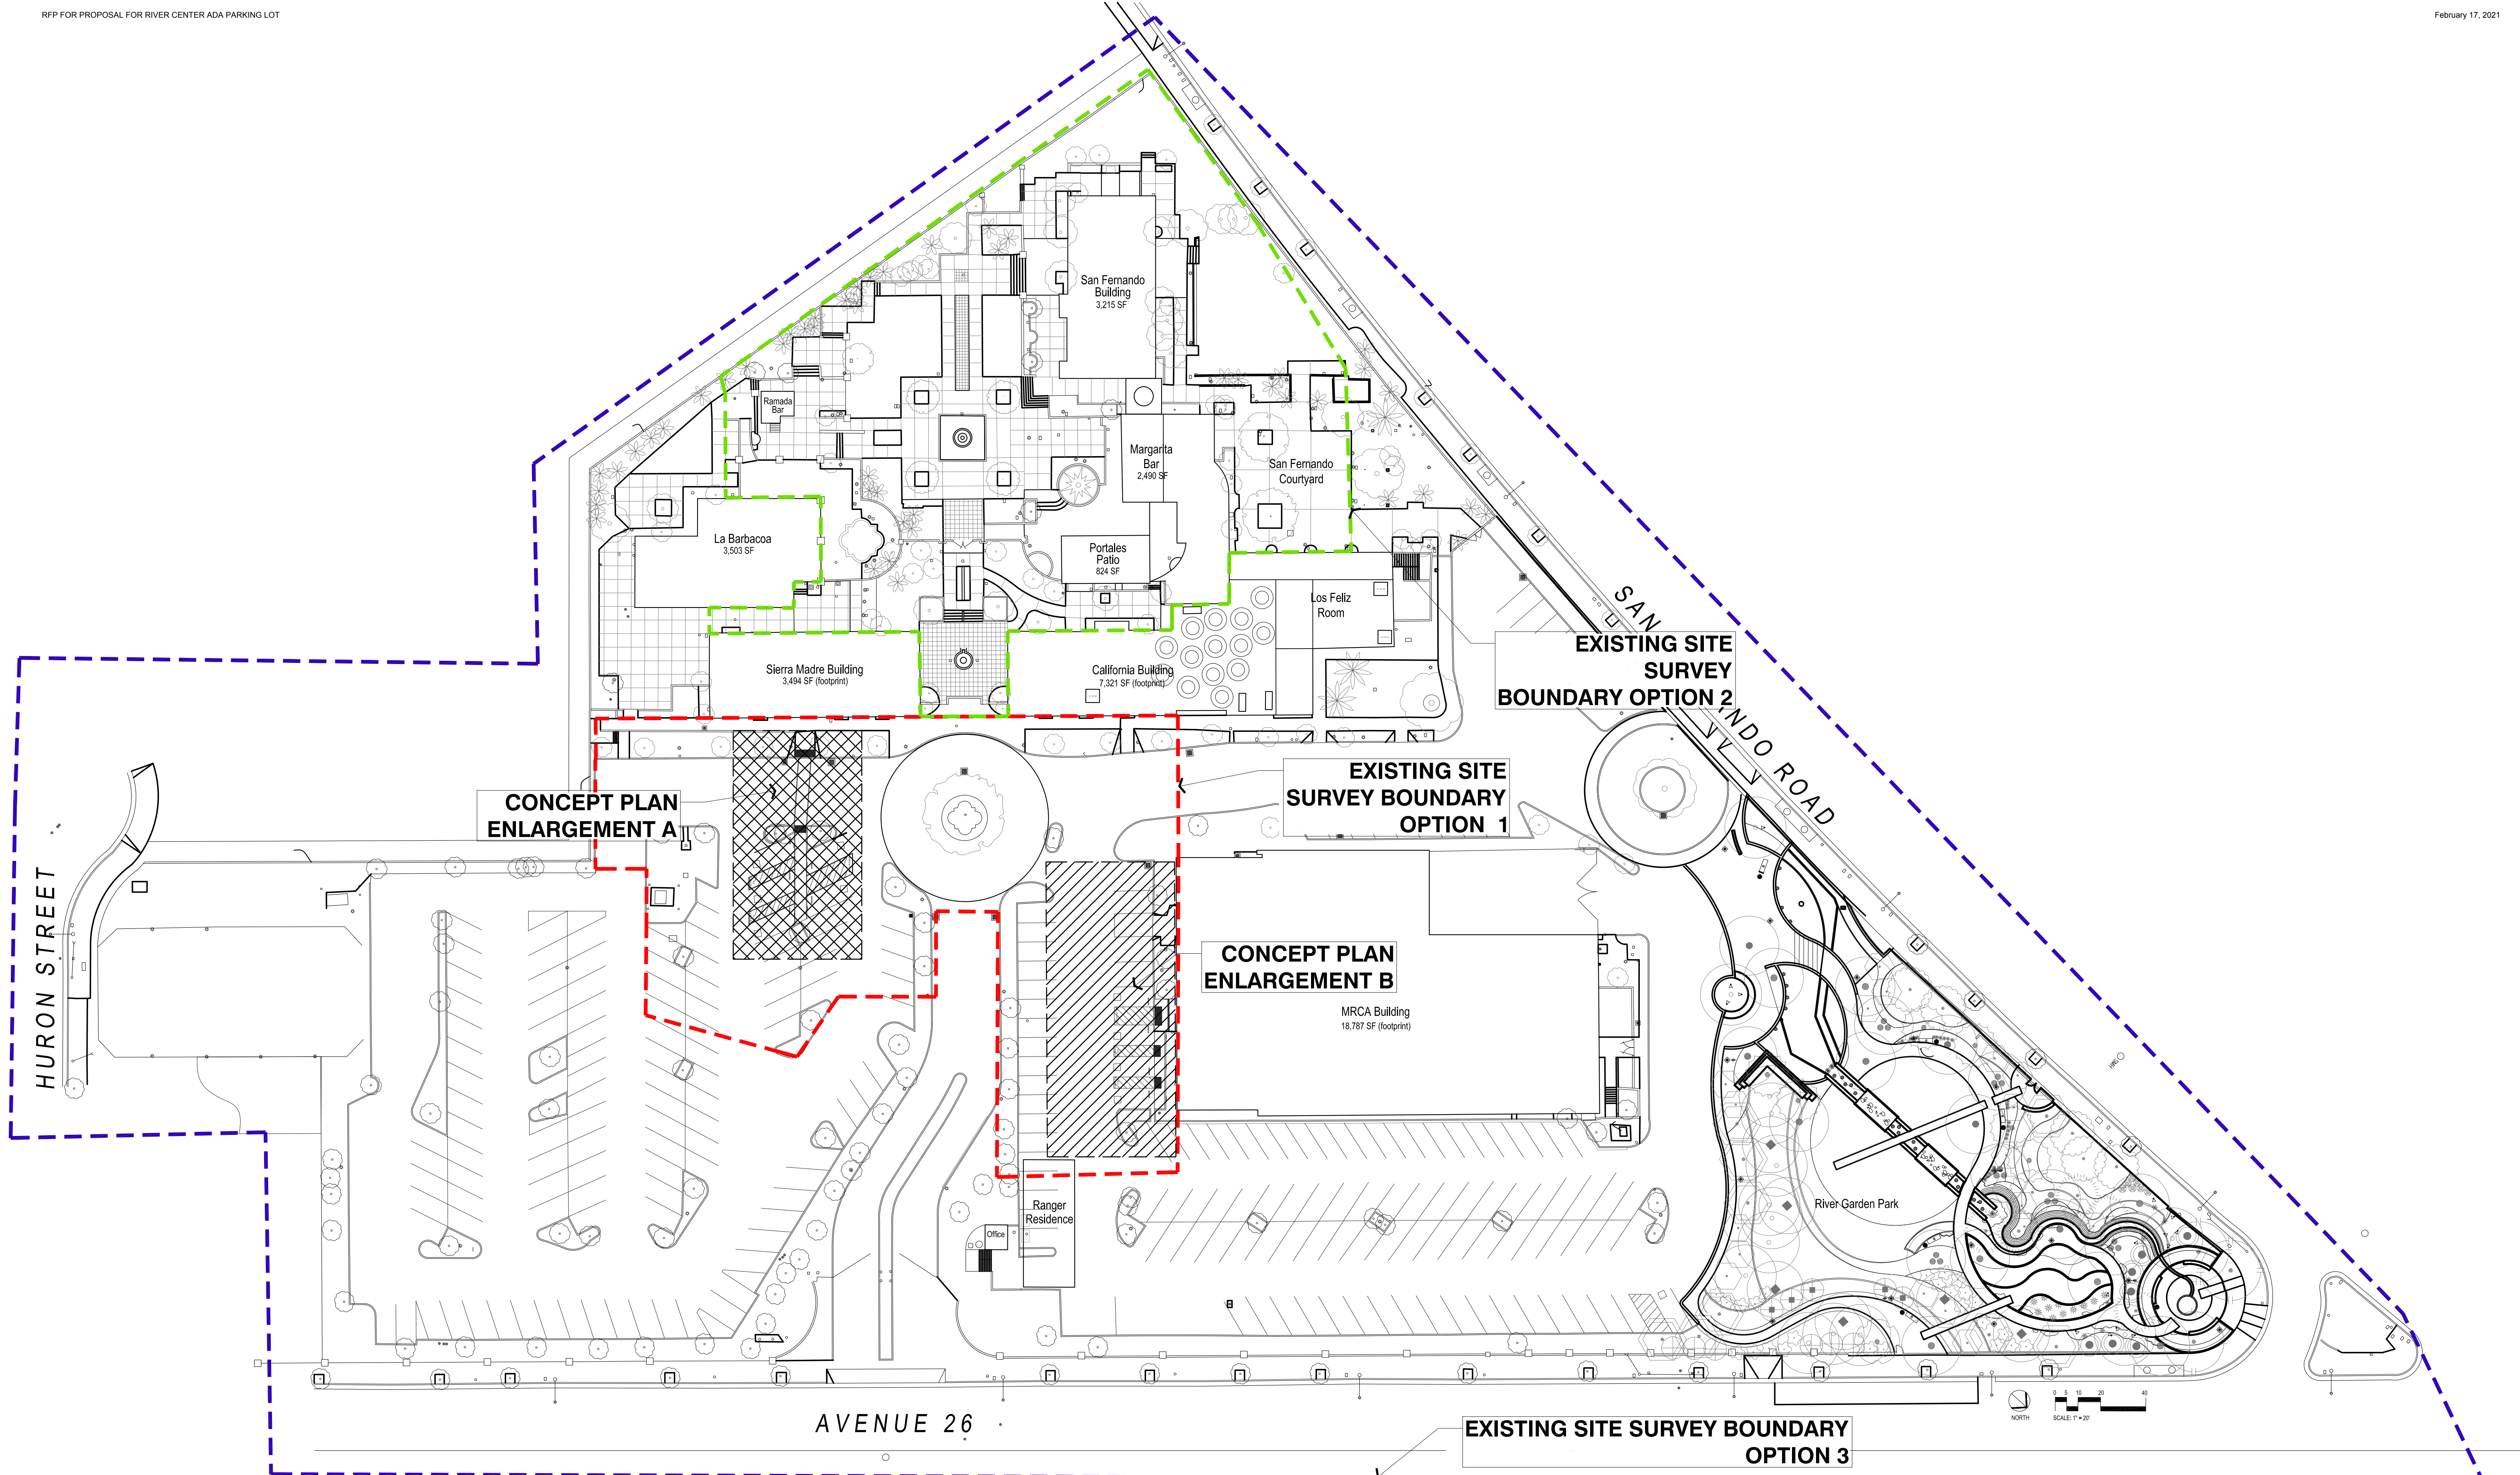 RFP FOR PROPOSAL FOR RIVER CENTER ADA PARKING LOT
February 17, 2021
San Fernando
Building
3,215 SF
Ramada
Bar
Margarita
Bar
2,490 SF
San Fernando
Courtyard
La Barbacoa
3,503 SF
Portales
Patio
824 SF
Los Feliz
Room
SAN
NDO ROAD
EXISTING SITE
SURVEY
BOUNDARY OPTION 2
Sierra Madre Building
3,494 SF (footprint)
California Building
7,321 SF (footprint)
EXISTING SITE
SURVEY BOUNDARY
OPTION 1
CONCEPT PLAN
ENLARGEMENT A
HURON STREET
CONCEPT PLAN
ENLARGEMENT B
MRCA Building
18,787 SF (footprint)
Ranger
Residence
Office
River Garden Park
AVENUE 26
NORTH
0 5 10 20 40
SCALE: 1" = 20'
EXISTING SITE SURVEY BOUNDARY
OPTION 3